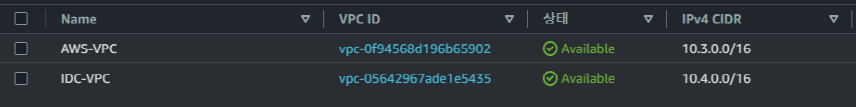 Name VPC ID 상태 IPv4 CIDR
AWS-VPC vpc-0f94568d196b65902 Available 10.3.0.0/16
IDC-VPC vpc-05642967ade1e5435 Available 10.4.0.0/16